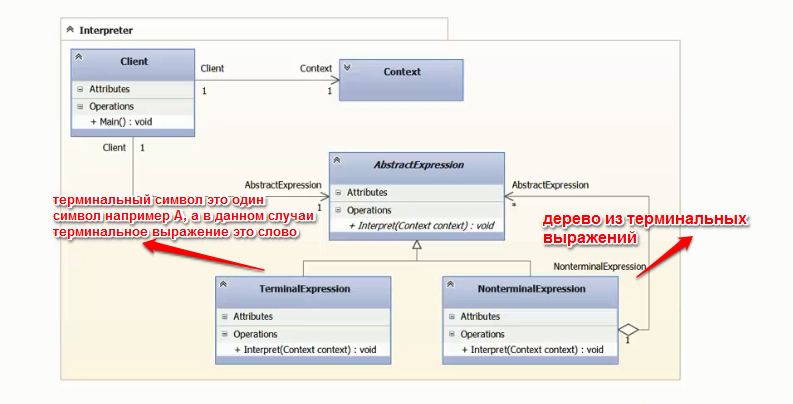 Interpreter
Client
Attributes
Operations
+ Main() : void
Client
Context
1
1
Context
Client
1
AbstractExpression
1
AbstractExpression
Attributes
Operations
+ Interpret(Context context) : void
AbstractExpression
*
терминальный символ это один
символ например А, а в данном случаи
терминальное выражение это слово
дерево из терминальных
выражений
NonterminalExpression
1
TerminalExpression
Attributes
Operations
+ Interpret(Context context) : void
NonterminalExpression
Attributes
Operations
+ Interpret(Context context) : void